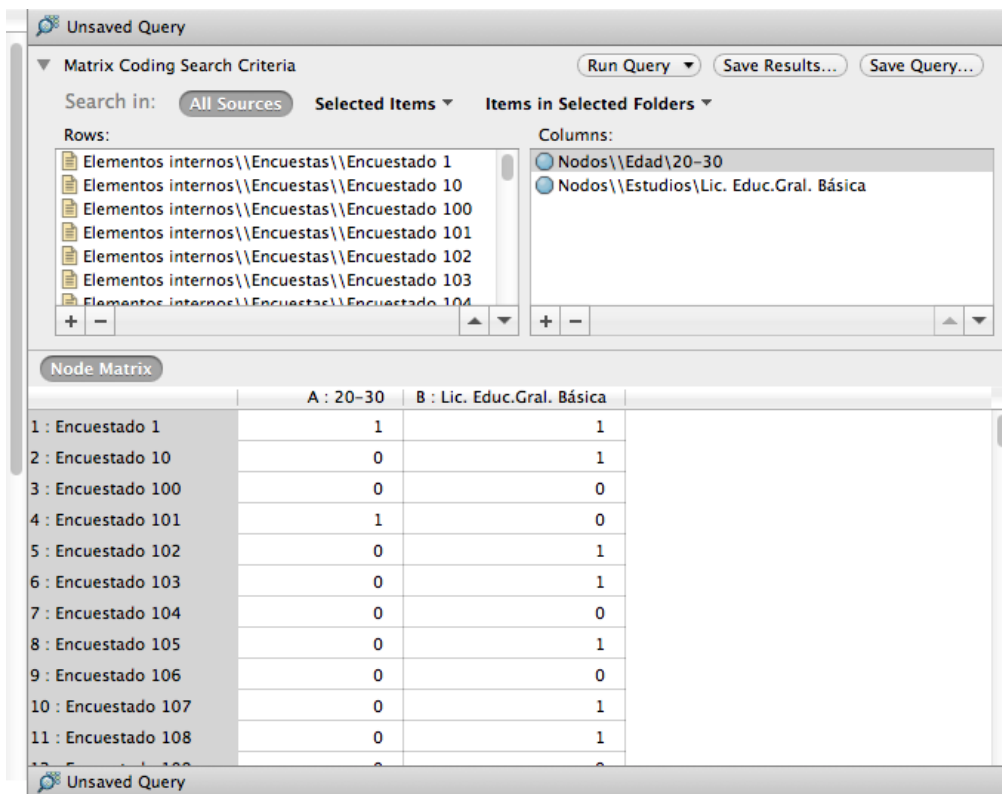 Unsaved Query
Matrix Coding Search Criteria Run Query Save Results... Save Query...
Search in: All Sources Selected Items Items in Selected Folders
Rows: Columns:
Elementos internos\\Encuestas\\Encuestado 1
Elementos internos\\Encuestas\\Encuestado 10
Elementos internos\\Encuestas\\Encuestado 100
Elementos internos\\Encuestas\\Encuestado 101
Elementos internos\\Encuestas\\Encuestado 102
Elementos internos\\Encuestas\\Encuestado 103
Elementos internos\\Encuestas\\Encuestado 104
Nodos\\Edad\20-30
Nodos\\Estudios\Lic. Educ.Gral. Básica
Node Matrix
A : 20-30 B : Lic. Educ.Gral. Básica
1 : Encuestado 1 1 1
2 : Encuestado 10 0 1
3 : Encuestado 100 0 0
4 : Encuestado 101 1 0
5 : Encuestado 102 0 1
6 : Encuestado 103 0 1
7 : Encuestado 104 0 0
8 : Encuestado 105 0 1
9 : Encuestado 106 0 0
10 : Encuestado 107 0 1
11 : Encuestado 108 0 1
Unsaved Query